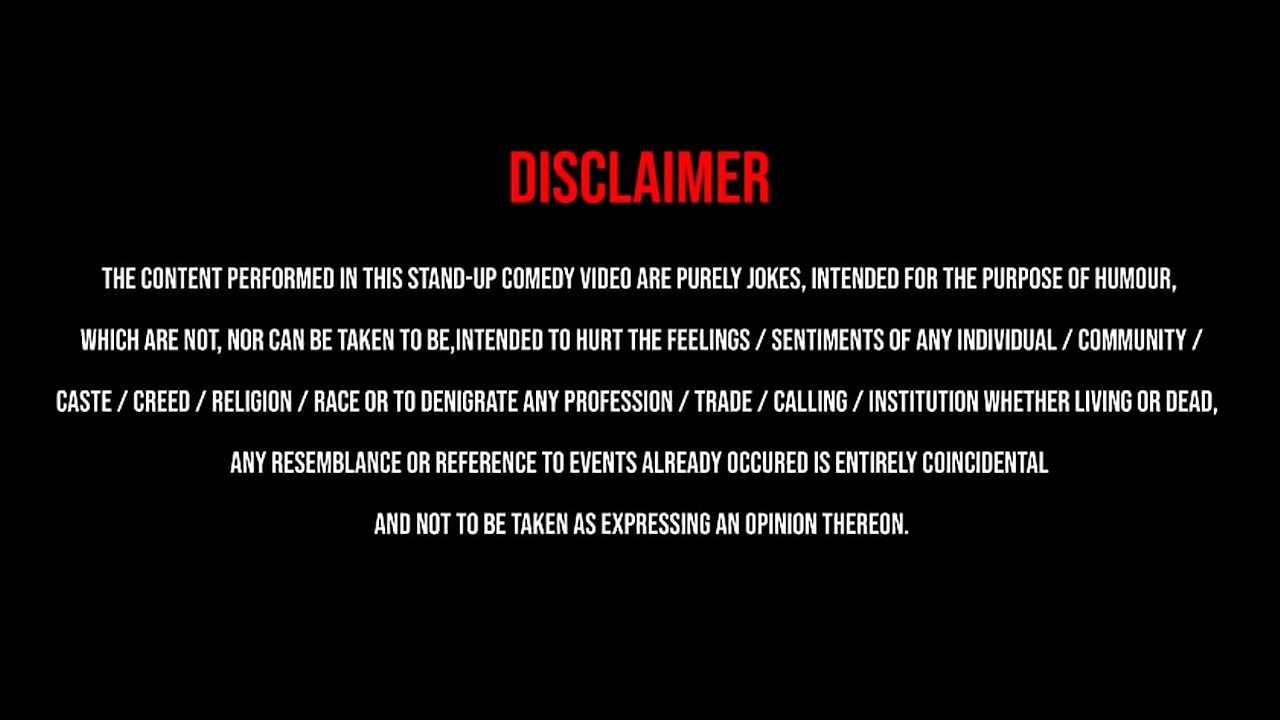 DISCLAIMER
THE CONTENT PERFORMED IN THIS STAND-UP COMEDY VIDEO ARE PURELY JOKES, INTENDED FOR THE PURPOSE OF HUMOUR,
WHICH ARE NOT, NOR CAN BE TAKEN TO BE,INTENDED TO HURT THE FEELINGS / SENTIMENTS OF ANY INDIVIDUAL / COMMUNITY /
CASTE / CREED / RELIGION / RACE OR TO DENIGRATE ANY PROFESSION / TRADE / CALLING / INSTITUTION WHETHER LIVING OR DEAD,
ANY RESEMBLANCE OR REFERENCE TO EVENTS ALREADY OCCURED IS ENTIRELY COINCIDENTAL
AND NOT TO BE TAKEN AS EXPRESSING AN OPINION THEREON.